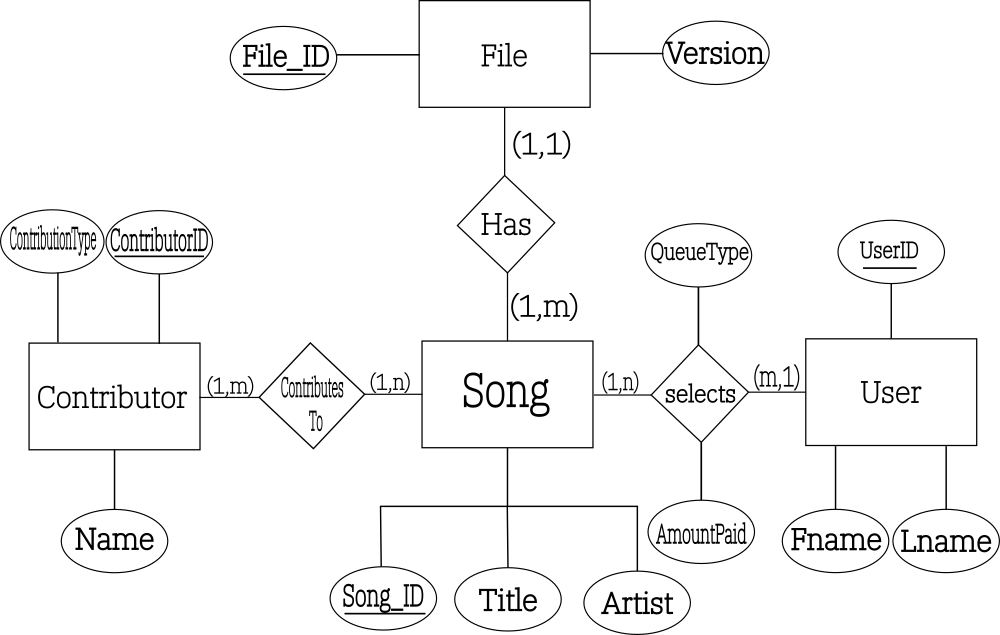 File_ID
File
Version
(1,1)
Has
ContributionType
ContributorID
QueueType
UserID
(1,m)
Contributor
(1,m)
Contributes
To
(1,n)
Song
(1,n)
selects
(m,1)
User
Name
AmountPaid
Fname
Lname
Song_ID
Title
Artist